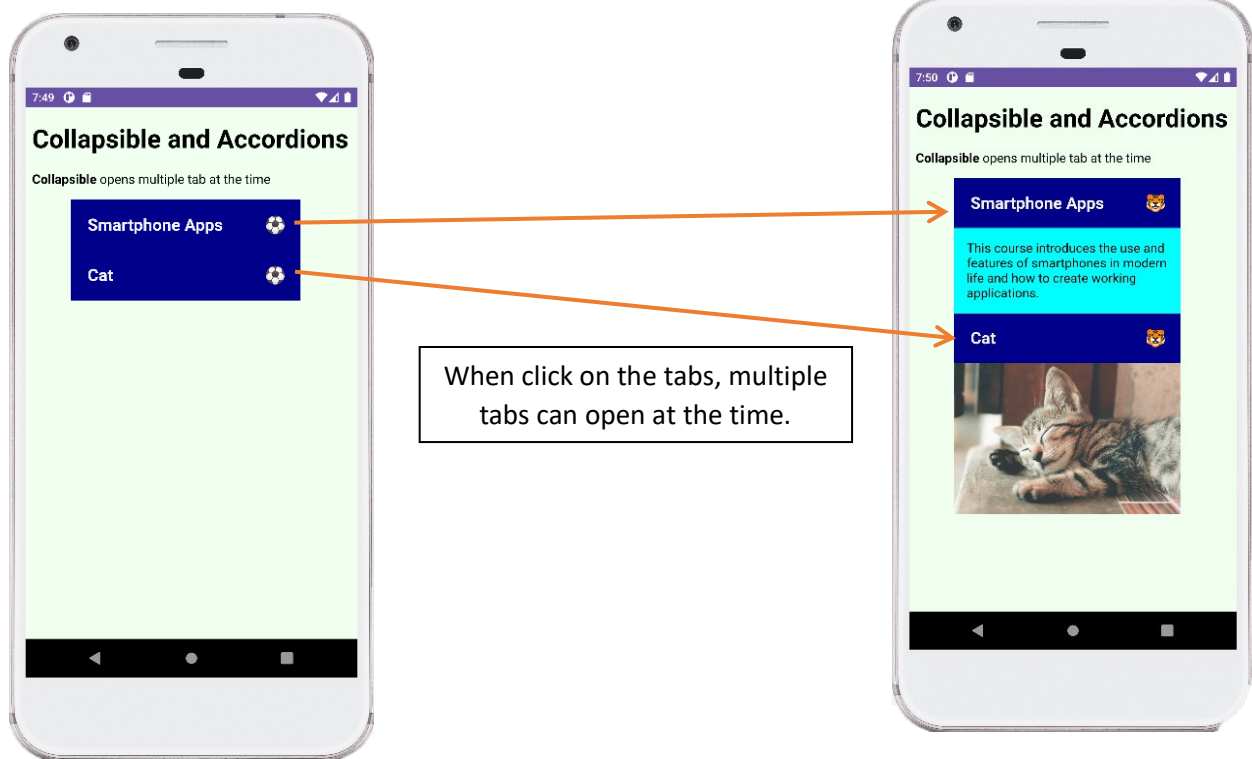 7:49
Collapsible and Accordions
Collapsible opens multiple tab at the time
Smartphone Apps
Cat
When click on the tabs, multiple
tabs can open at the time.
7:50
Collapsible and Accordions
Collapsible opens multiple tab at the time
Smartphone Apps
This course introduces the use and
features of smartphones in modern
life and how to create working
applications.
Cat